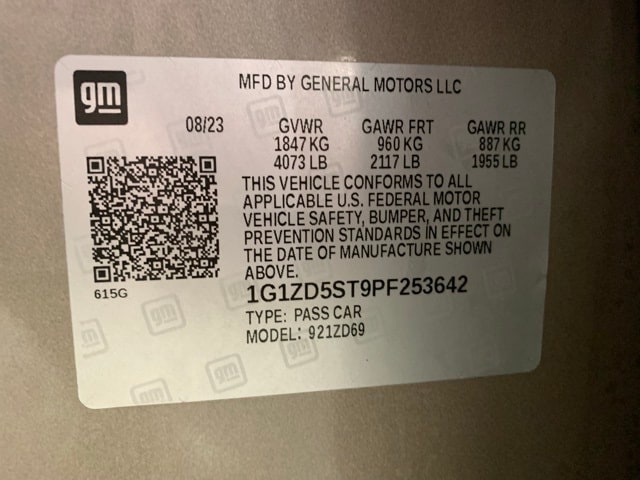 gm
MFD BY GENERAL MOTORS LLC
08/23 GVWR GAWR FRT GAWR RR
1847 KG 960 KG 887 KG
4073 LB 2117 LB 1955 LB
THIS VEHICLE CONFORMS TO ALL
APPLICABLE U.S. FEDERAL MOTOR
VEHICLE SAFETY, BUMPER, AND THEFT
PREVENTION STANDARDS IN EFFECT ON
THE DATE OF MANUFACTURE SHOWN
ABOVE.
615G
1G1ZD5ST9PF253642
TYPE: PASS CAR
MODEL: 921ZD69